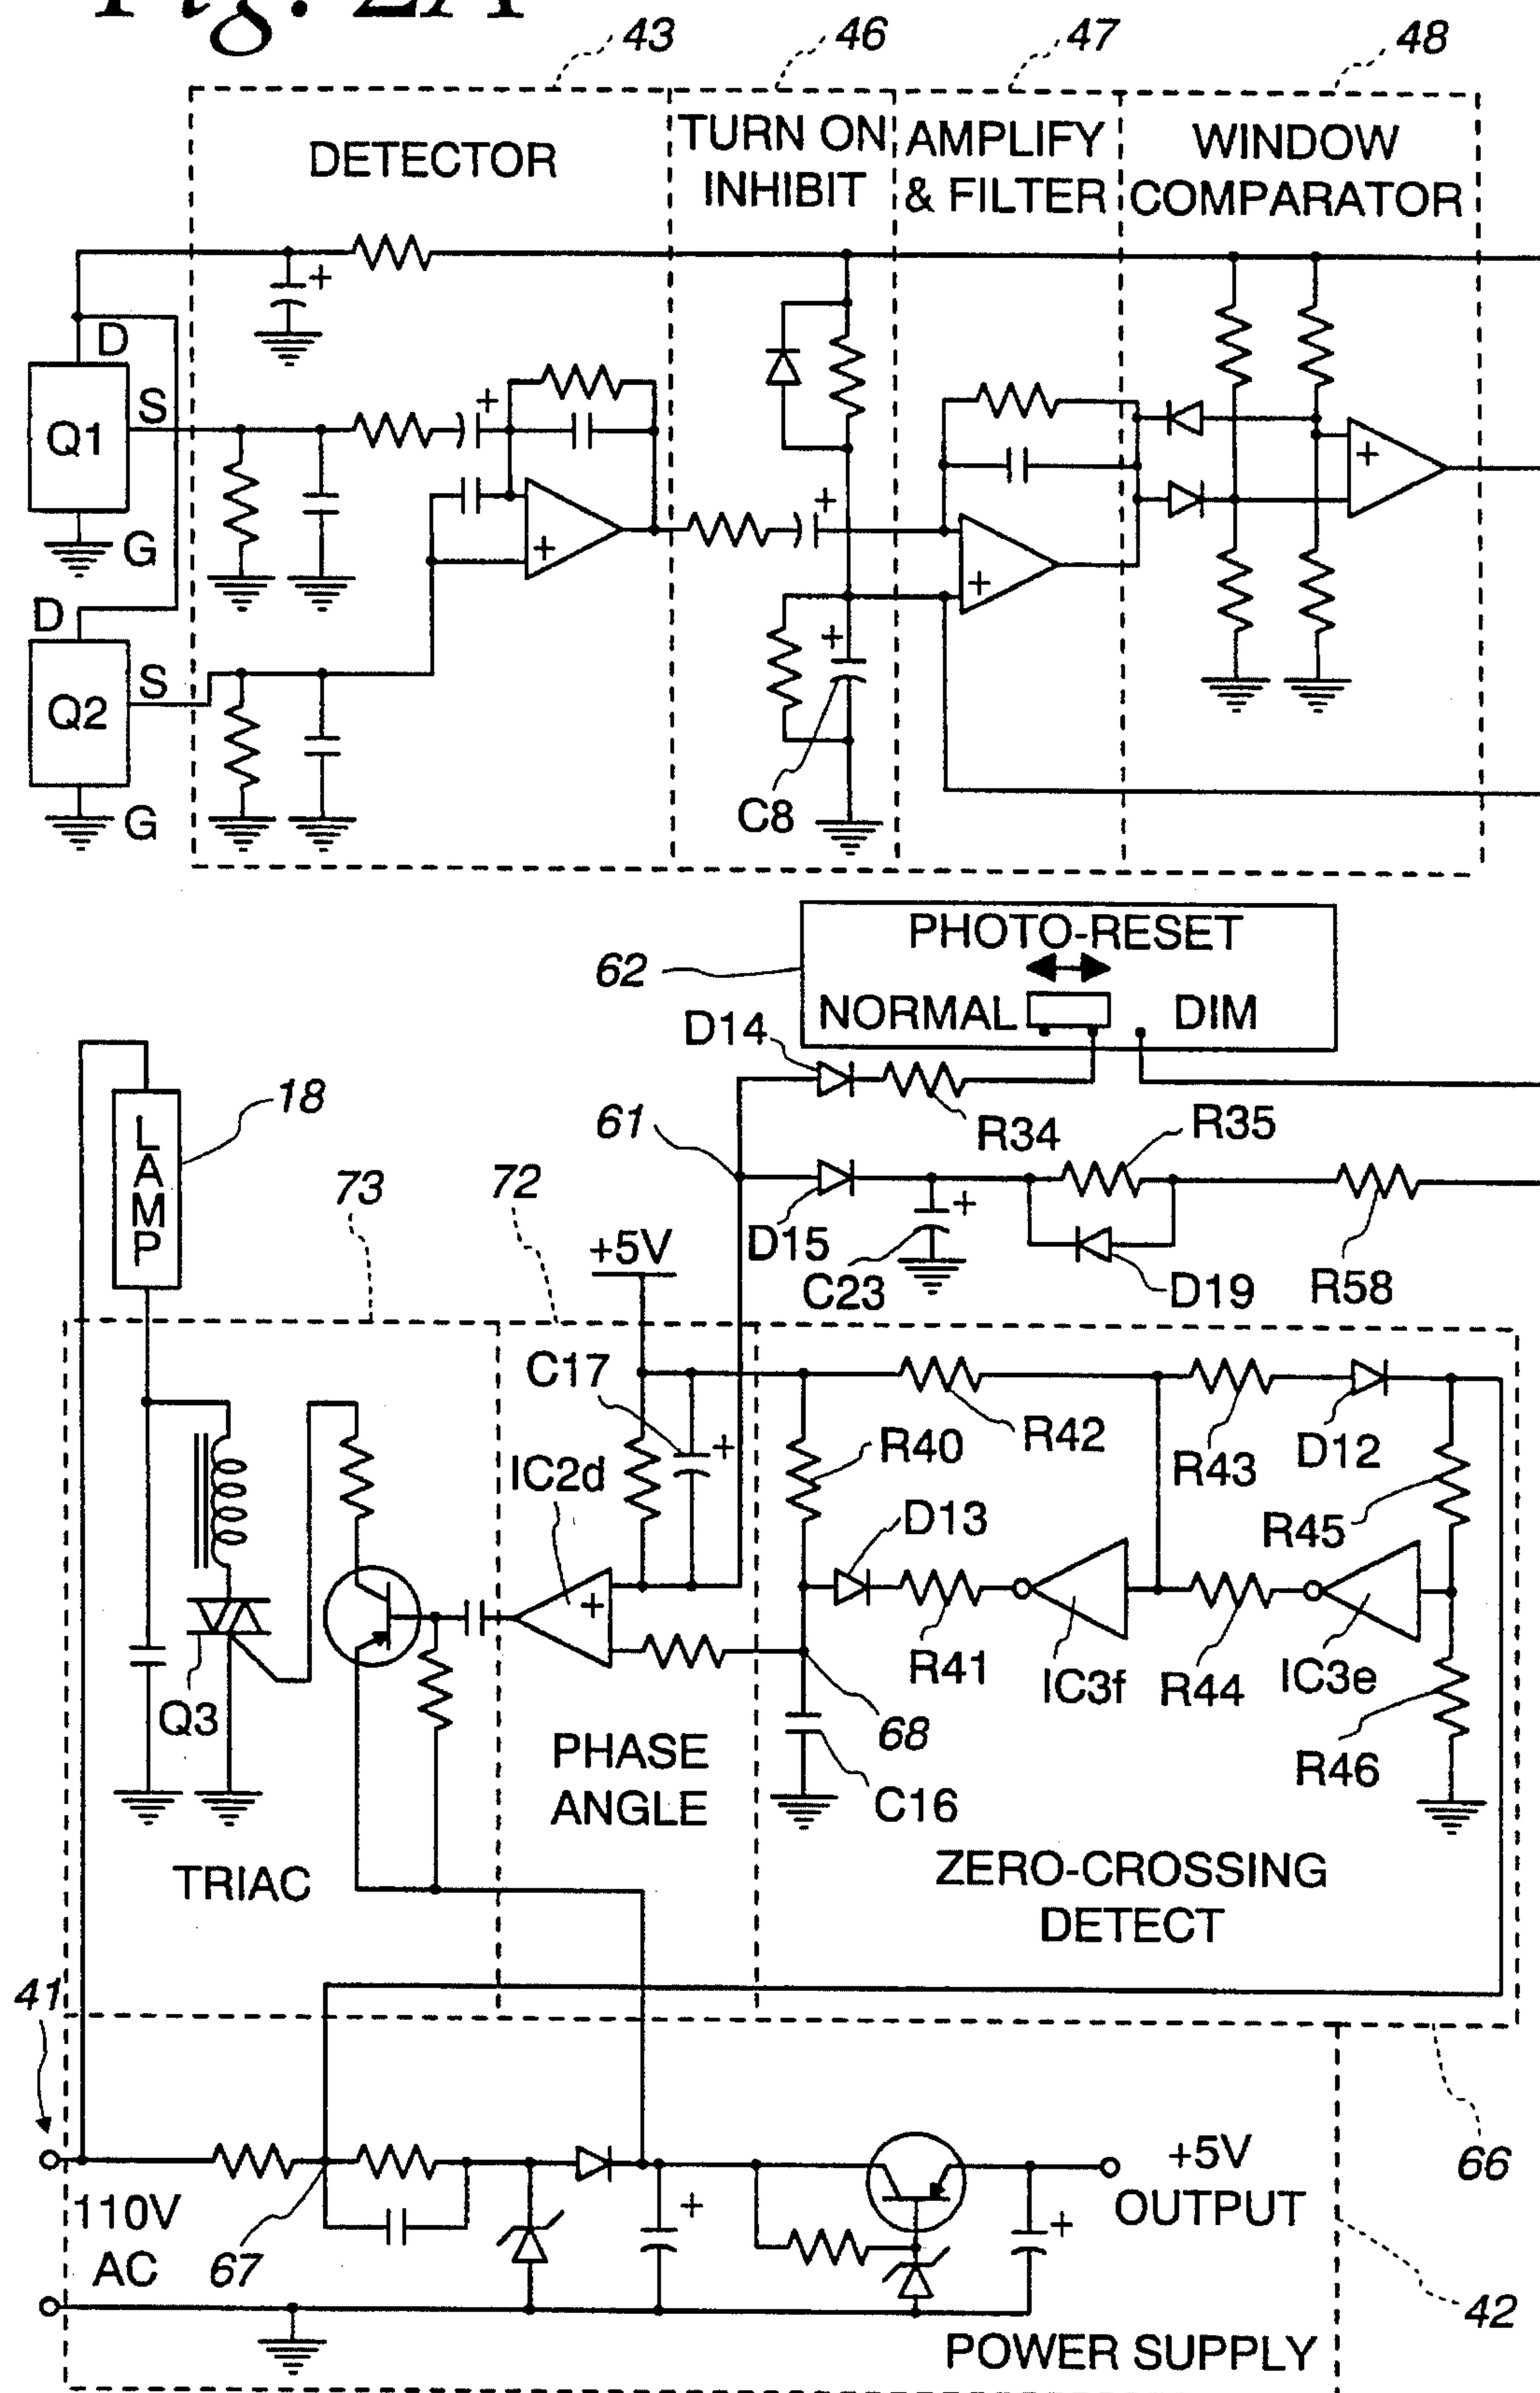 Fig. 2A
43
46
47
48
DETECTOR
TURN ON
INHIBIT
AMPLIFY
& FILTER
WINDOW
COMPARATOR
+
D
S
+
Q1
+
+
G
+
+
D
+
S
Q2
C8
G
PHOTO-RESET
62
NORMAL
DIM
D14
18
LAMP
R34
61
R35
73
72
D15
+
+5V
C23
D19
R58
C17
R42
+
R40
R43
D12
IC2d
D13
R45
+
R41
IC3f
R44
IC3e
Q3
68
R46
PHASE
ANGLE
C16
TRIAC
ZERO-CROSSING
DETECT
41
66
+5V
OUTPUT
110V
AC
+
+
67
42
POWER SUPPLY